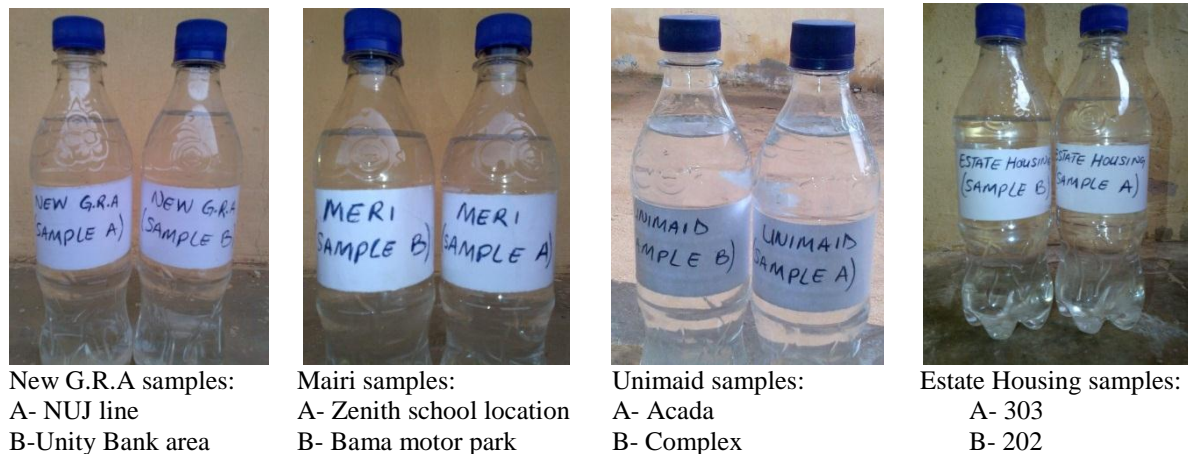 NEW G.R.A
(SAMPLE A)
NEW G.R.A
(SAMPLE B
MERI
SAMPLE B)
MERI
(SAMPLE A)
UNIMAID
SAMPLE B)
UNIMAID
SAMPLE A)
ESTATE HOUSING
(SAMPLE B)
ESTATE HOUSING
SAMPLE A)
New G.R.A samples:
A- NUJ line
B-Unity Bank area
Mairi samples:
A- Zenith school location
B- Bama motor park
Unimaid samples:
A- Acada
B- Complex
Estate Housing samples:
A- 303
B- 202